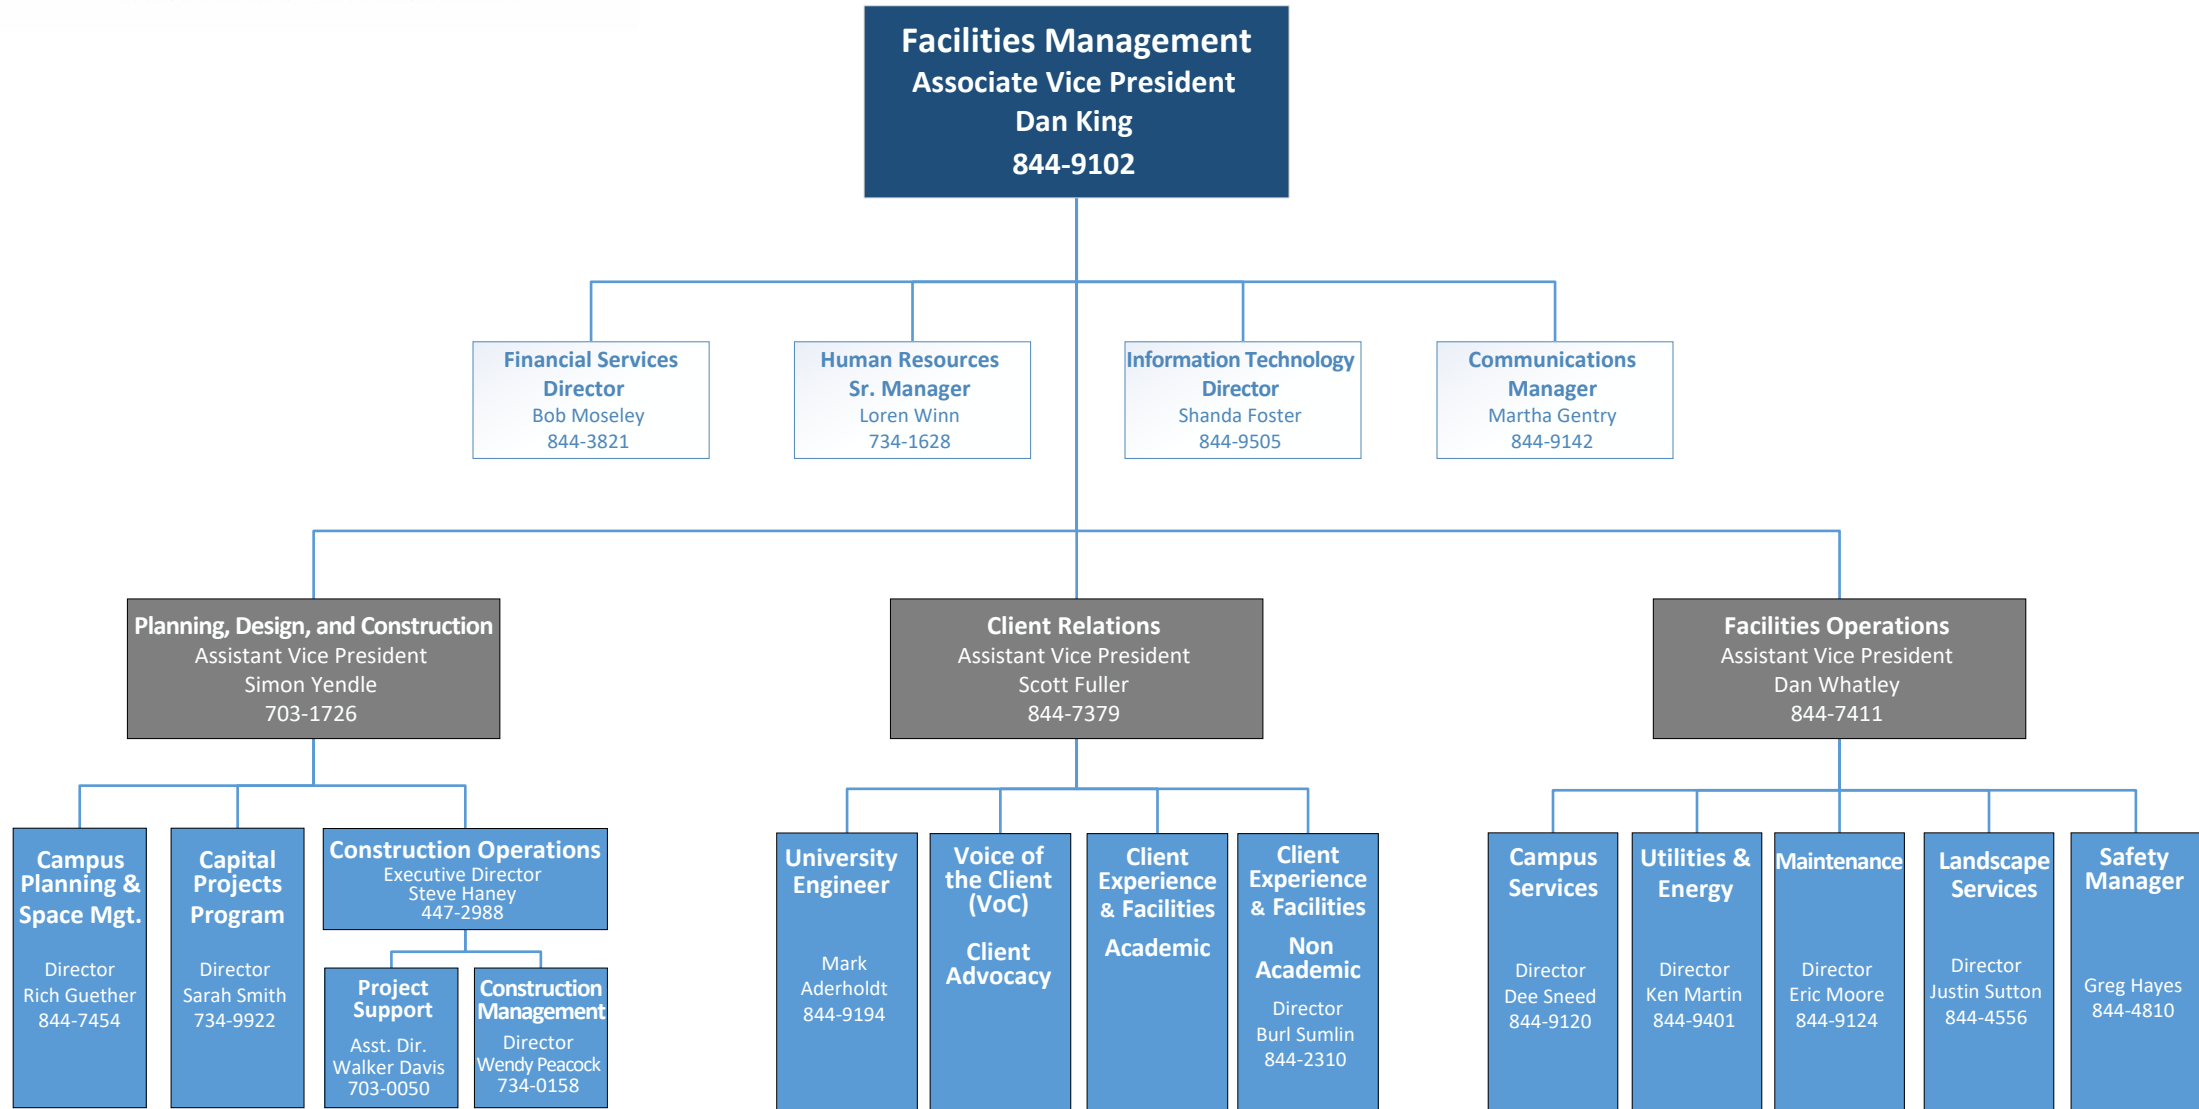 Facilities Management
Associate Vice President
Dan King
844-9102
Financial Services
Director
Bob Moseley
844-3821
Human Resources
Sr. Manager
Loren Winn
734-1628
Information Technology
Director
Shanda Foster
844-9505
Communications
Manager
Martha Gentry
844-9142
Planning, Design, and Construction
Assistant Vice President
Simon Yendle
703-1726
Client Relations
Assistant Vice President
Scott Fuller
844-7379
Facilities Operations
Assistant Vice President
Dan Whatley
844-7411
Campus
Planning &
Space Mgt.
Director
Rich Guether
844-7454
Capital
Projects
Program
Director
Sarah Smith
734-9922
Construction Operations
Executive Director
Steve Haney
447-2988
Project
Support
Asst. Dir.
Walker Davis
703-0050
Construction
Management
Director
Wendy Peacock
734-0158
University
Engineer
Mark
Aderholdt
844-9194
Voice of
the Client
(VoC)
Client
Advocacy
Client
Experience
& Facilities
Academic
Client
Experience
& Facilities
Non
Academic
Director
Burl Sumlin
844-2310
Campus
Services
Director
Dee Sneed
844-9120
Utilities &
Energy
Director
Ken Martin
844-9401
Maintenance
Director
Eric Moore
844-9124
Landscape
Services
Director
Justin Sutton
844-4556
Safety
Manager
Greg Hayes
844-4810